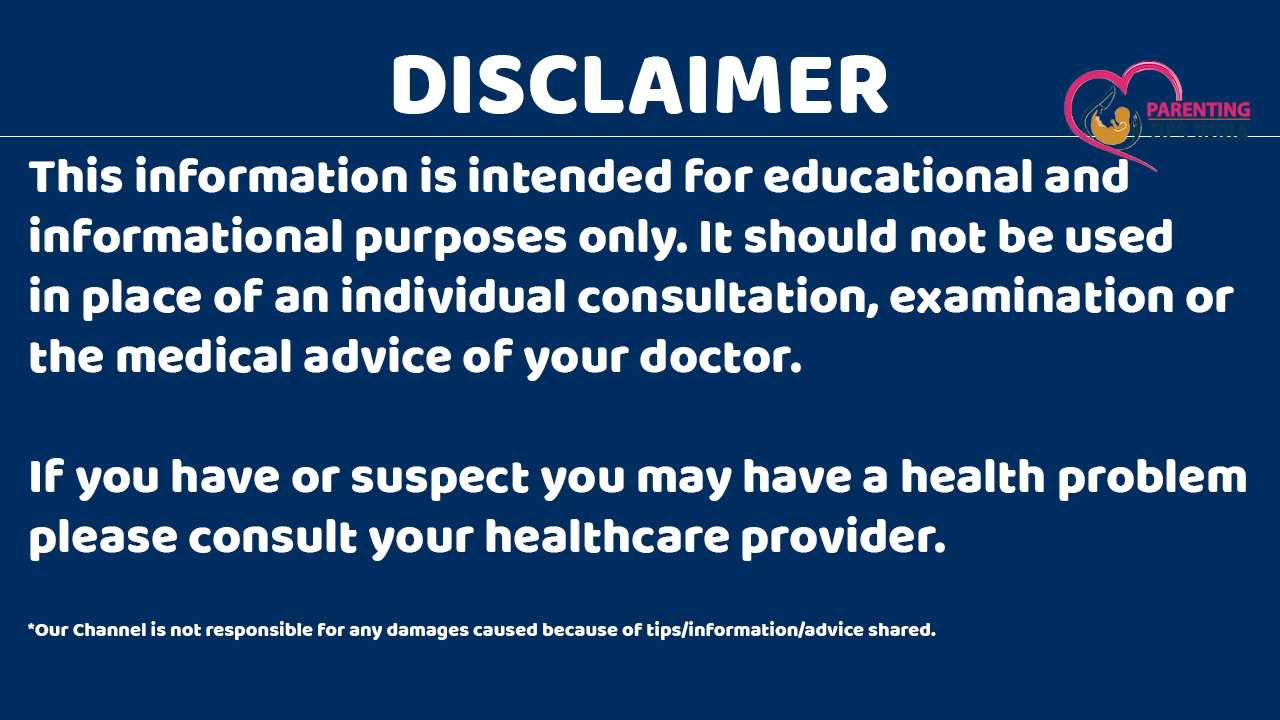 DISCLAIMER
PARENTING
TIPS INDIA
This information is intended for educational and
informational purposes only. It should not be used
in place of an individual consultation, examination or
the medical advice of your doctor.
If you have or suspect you may have a health problem
please consult your healthcare provider.
*Our Channel is not responsible for any damages caused because of tips/information/advice shared.